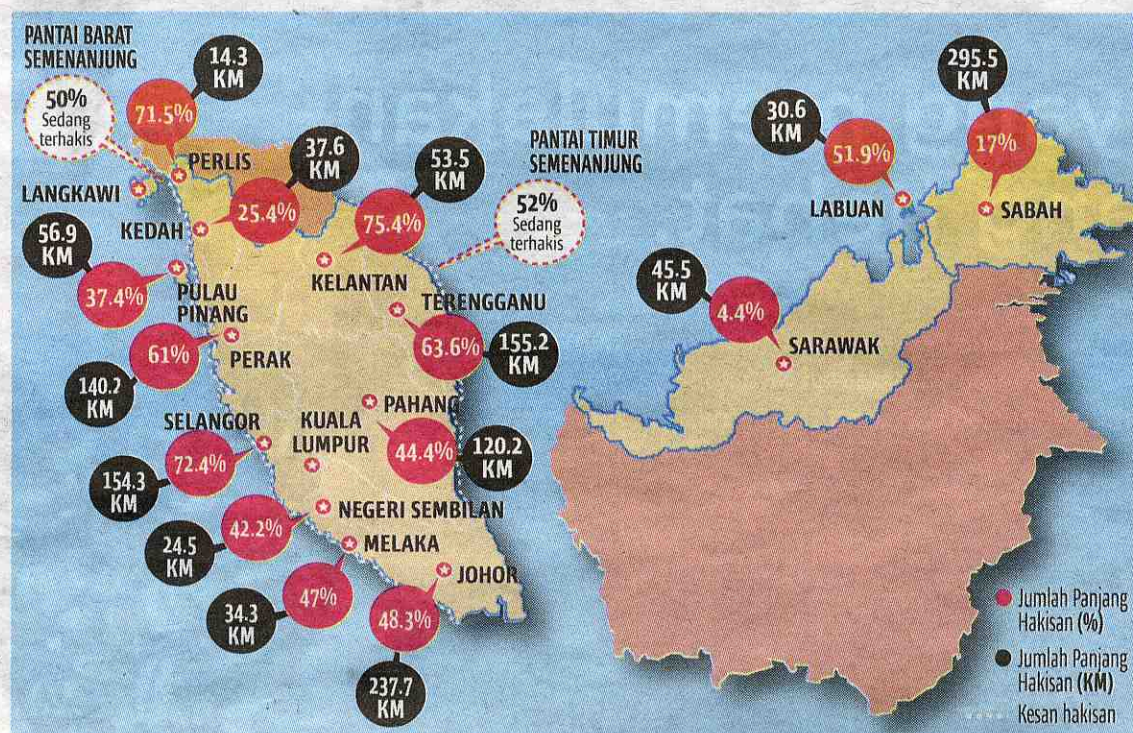 PANTAI BARAT
SEMENANJUNG
50%
Sedang
terhakis
14.3
KM
71.5%
PERLIS
LANGKAWI
37.6
KM
25.4%
KEDAH
53.5
KM
75.4%
KELANTAN
PANTAI TIMUR
SEMENANJUNG
52%
Sedang
terhakis
56.9
KM
37.4%
PULAU
PINANG
TERENGGANU
63.6%
155.2
KM
61%
PERAK
140.2
KM
SELANGOR
72.4%
154.3
KM
KUALA
LUMPUR
PAHANG
44.4%
120.2
KM
NEGERI SEMBILAN
42.2%
24.5
KM
MELAKA
47%
34.3
KM
JOHOR
48.3%
237.7
KM
30.6
KM
51.9%
LABUAN
295.5
KM
17%
SABAH
45.5
KM
4.4%
SARAWAK
Jumlah Panjang
Hakisan (%)
Jumlah Panjang
Hakisan (KM)
Kesan hakisan